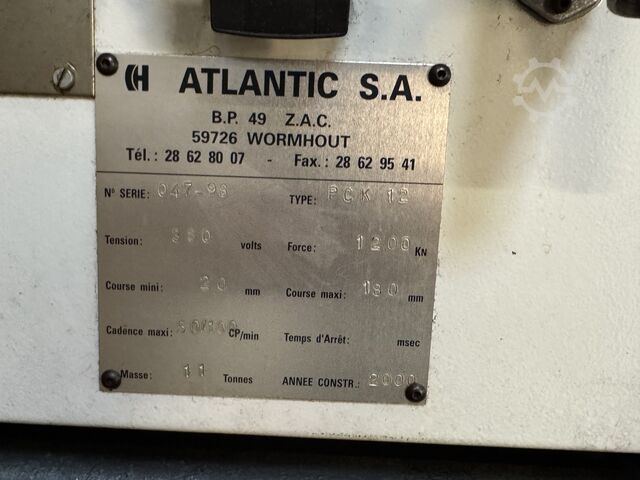 ATLANTIC S.A.
B.P. 49 Z.A.C.
59726 WORMHOUT
Tél.: 28 62 80 07 - Fax.: 28 62 95 41
N° SERIE: 047-98 TYPE: PCK 12
Tension: 380 volts Force: 1200 KN
Course mini: 20 mm Course maxi: 180 mm
Cadence maxi: CP/min Temps d'Arrêt: msec
Masse: 11 Tonnes ANNEE CONSTR.: 2000